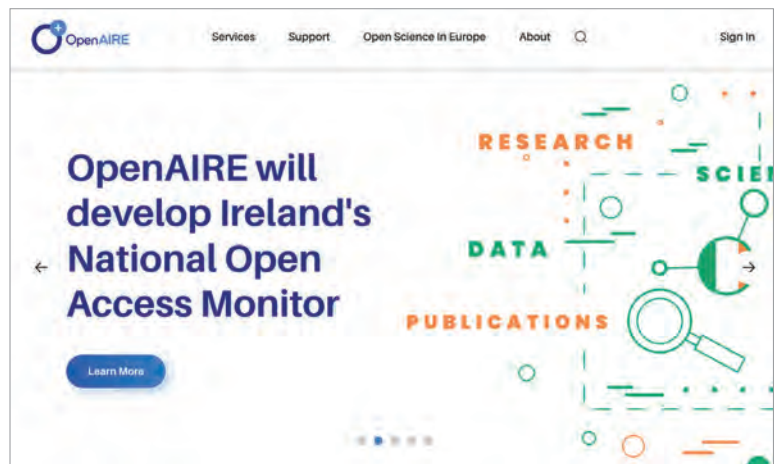 OpenAIRE
Services Support Open Science in Europe About Sign In
OpenAIRE will
develop Ireland's
National Open
Access Monitor
Learn More
RESEARCH
SCIEN
DATA
PUBLICATIONS